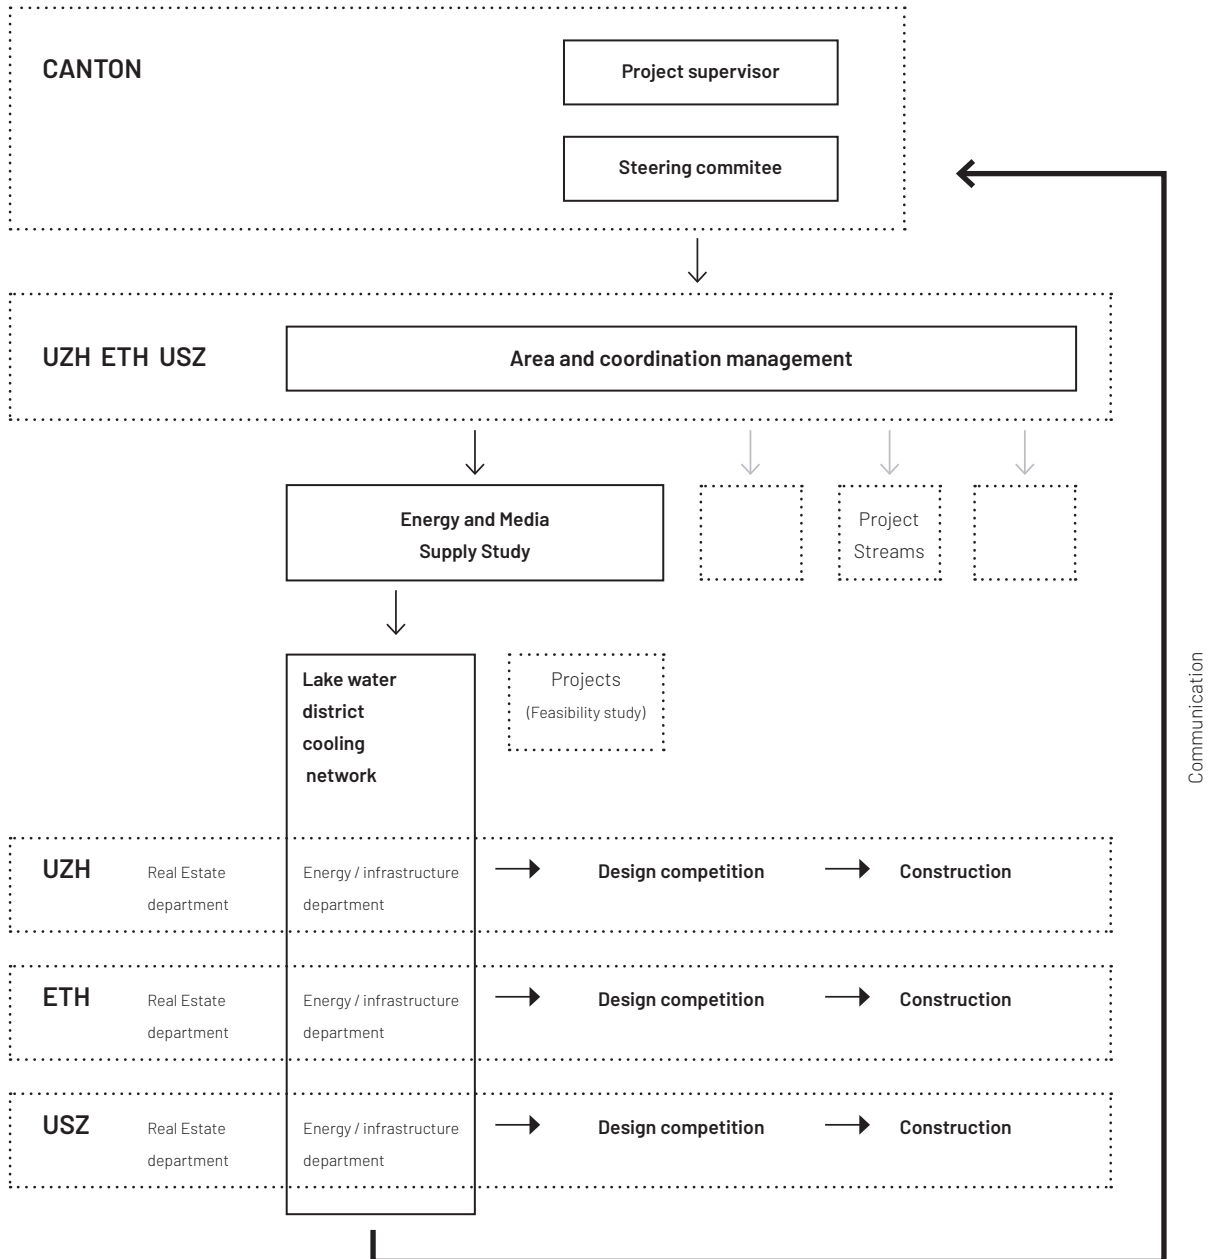 CANTON
Project supervisor
Steering commitee
UZH ETH USZ
Area and coordination management
Energy and Media
Supply Study
Project
Streams
Lake water
district
cooling
network
Projects
(Feasibility study)
Communication
UZH
Real Estate
department
Energy / infrastructure
department
Design competition
Construction
ETH
Real Estate
department
Energy / infrastructure
department
Design competition
Construction
USZ
Real Estate
department
Energy / infrastructure
department
Design competition
Construction